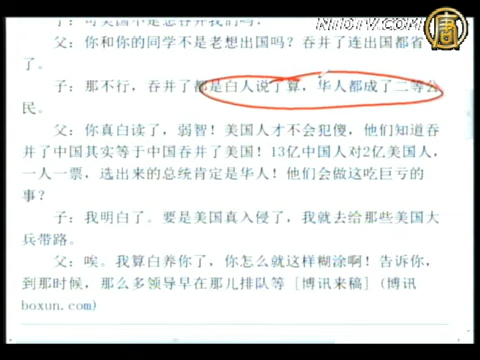 NTDTV.COM
唐
子：可美国不是想吞并我们吗？
父：你和你的同学不是老想出国吗？吞并了连出国都省
了。
子：那不行，吞并了都是白人说了算，华人都成了二等公
民。
父：你真白读了，弱智！美国人才不会犯傻，他们知道吞
并了中国其实等于中国吞并了美国！13亿中国人对2亿美国人，
一人一票，选出来的总统肯定是华人！他们会做这吃巨亏的
事？
子：我明白了。要是美国真入侵了，我就去给那些美国大
兵带路。
父：唉。我算白养你了，你怎么就这样糊涂啊！告诉你，
到那时候，那么多领导早在那儿排队等［博讯来稿］(博讯
boxun.com)